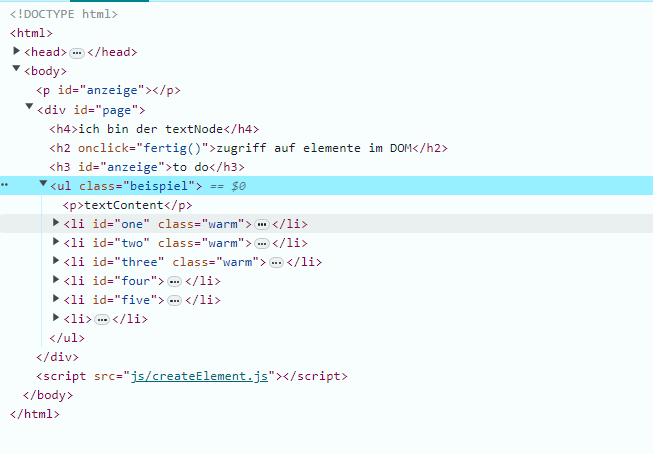 <!DOCTYPE html>
<html>
<head> ⋯ </head>
<body>
<p id="anzeige"></p>
<div id="page">
<h4>ich bin der textNode</h4>
<h2 onclick="fertig()">zugriff auf elemente im DOM</h2>
<h3 id="anzeige">to do</h3>
<ul class="beispiel"> == $0
<p>textContent</p>
<li id="one" class="warm"> ⋯ </li>
<li id="two" class="warm"> ⋯ </li>
<li id="three" class="warm"> ⋯ </li>
<li id="four"> ⋯ </li>
<li id="five"> ⋯ </li>
<li> ⋯ </li>
</ul>
</div>
<script src="js/createElement.js"></script>
</body>
</html>